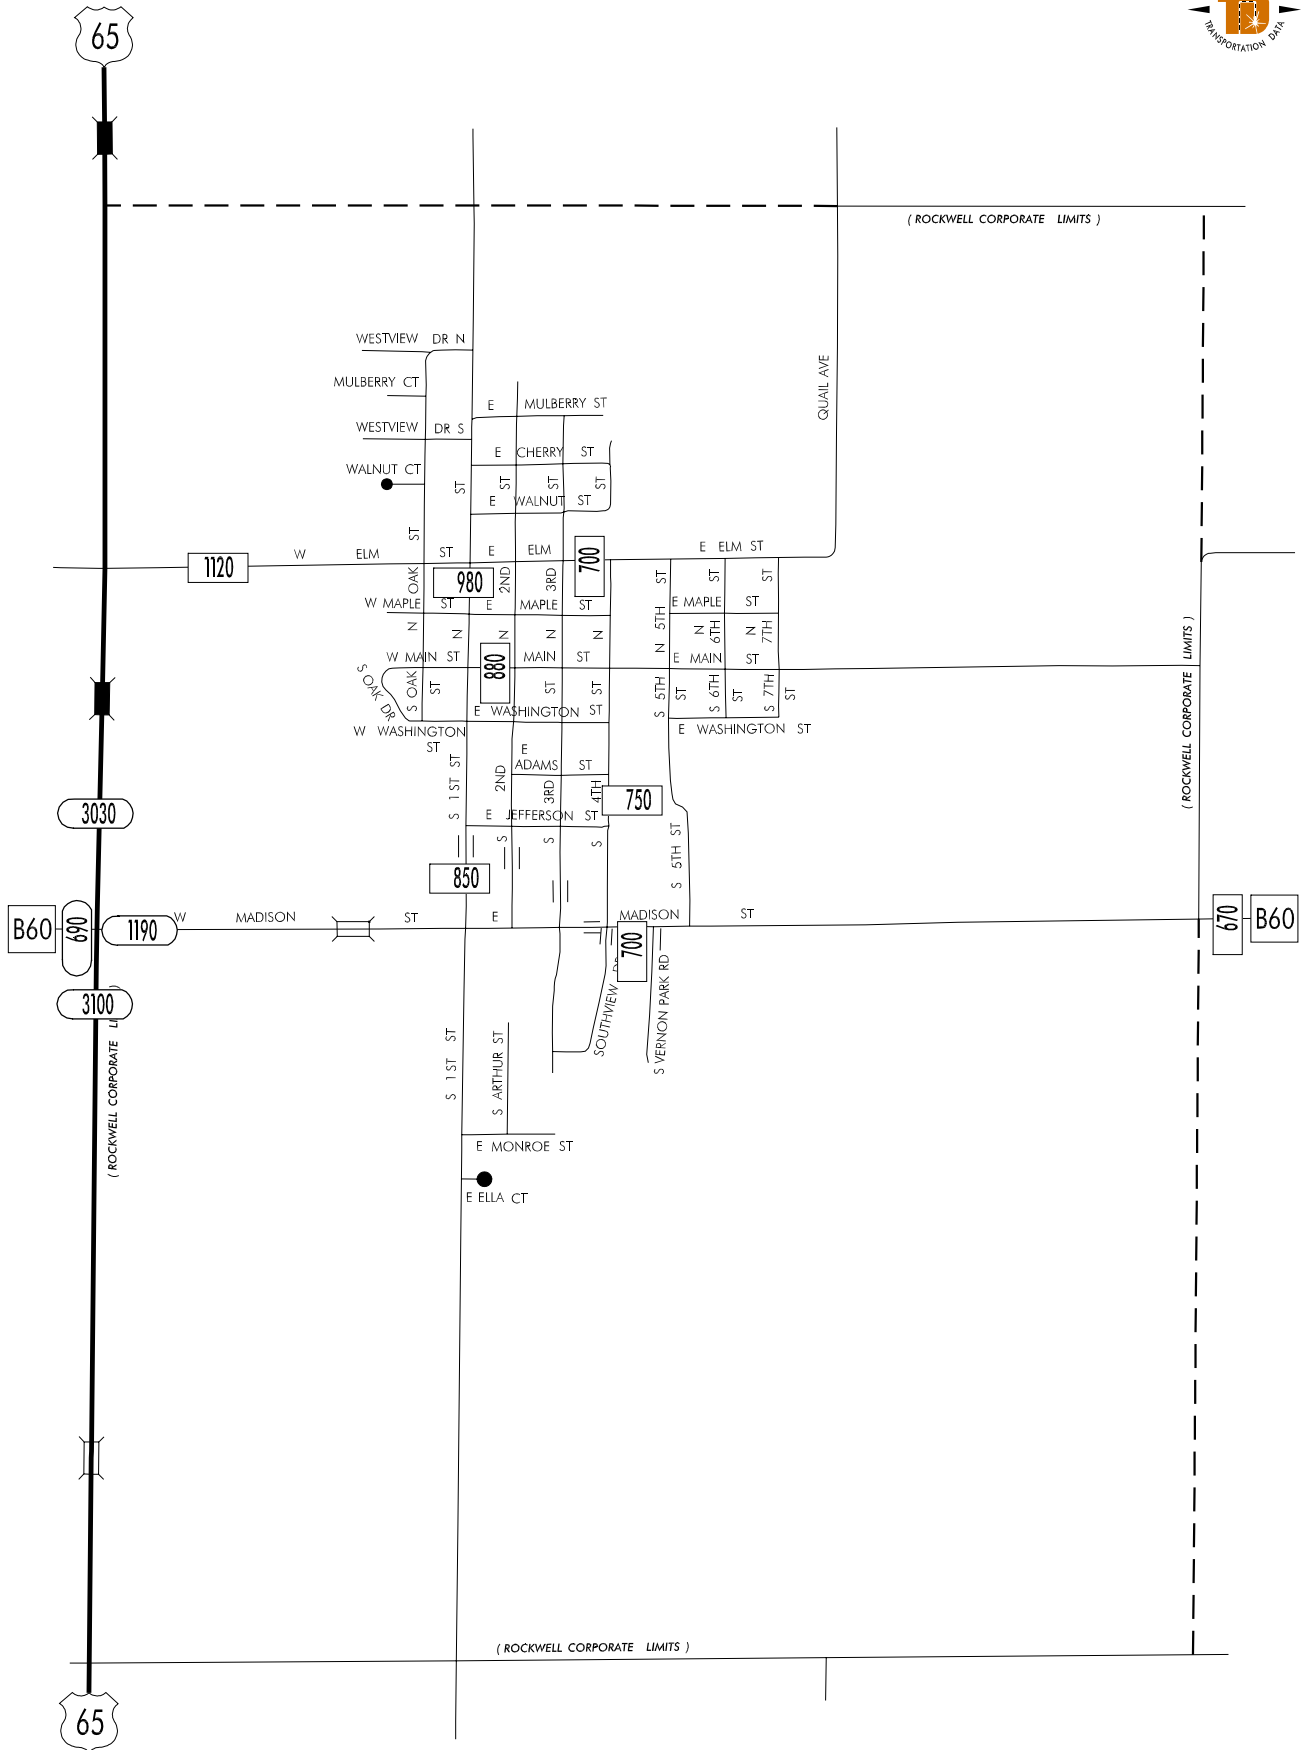 65
TRANSPORTATION DATA
( ROCKWELL CORPORATE LIMITS )
WESTVIEW DR N
QUAIL AVE
MULBERRY CT
E MULBERRY ST
WESTVIEW DR S
E CHERRY ST
WALNUT CT
ST
ST
ST
ST
E WALNUT ST
N OAK ST
W ELM ST
E ELM
700
E ELM ST
1120
980
2ND
3RD
N 5TH ST
ST
ST
W MAPLE ST
E MAPLE ST
E MAPLE ST
N
N
N
N
N 6TH
N 7TH
( ROCKWELL CORPORATE LIMITS )
W MAIN ST
880
MAIN ST
E MAIN ST
S OAK DR
S OAK ST
ST
ST
S 5TH ST
S 6TH ST
S 7TH ST
E WASHINGTON ST
W WASHINGTON ST
E WASHINGTON ST
E ADAMS ST
S 1ST ST
2ND
3RD
4TH
750
3030
E JEFFERSON ST
S
S
S
S 5TH ST
850
B60
690
1190
W MADISON ST
E MADISON ST
670
B60
700
3100
( ROCKWELL CORPORATE LI )
SOUTHVIEW DR
S VERNON PARK RD
S 1ST ST
S ARTHUR ST
E MONROE ST
E ELLA CT
( ROCKWELL CORPORATE LIMITS )
65